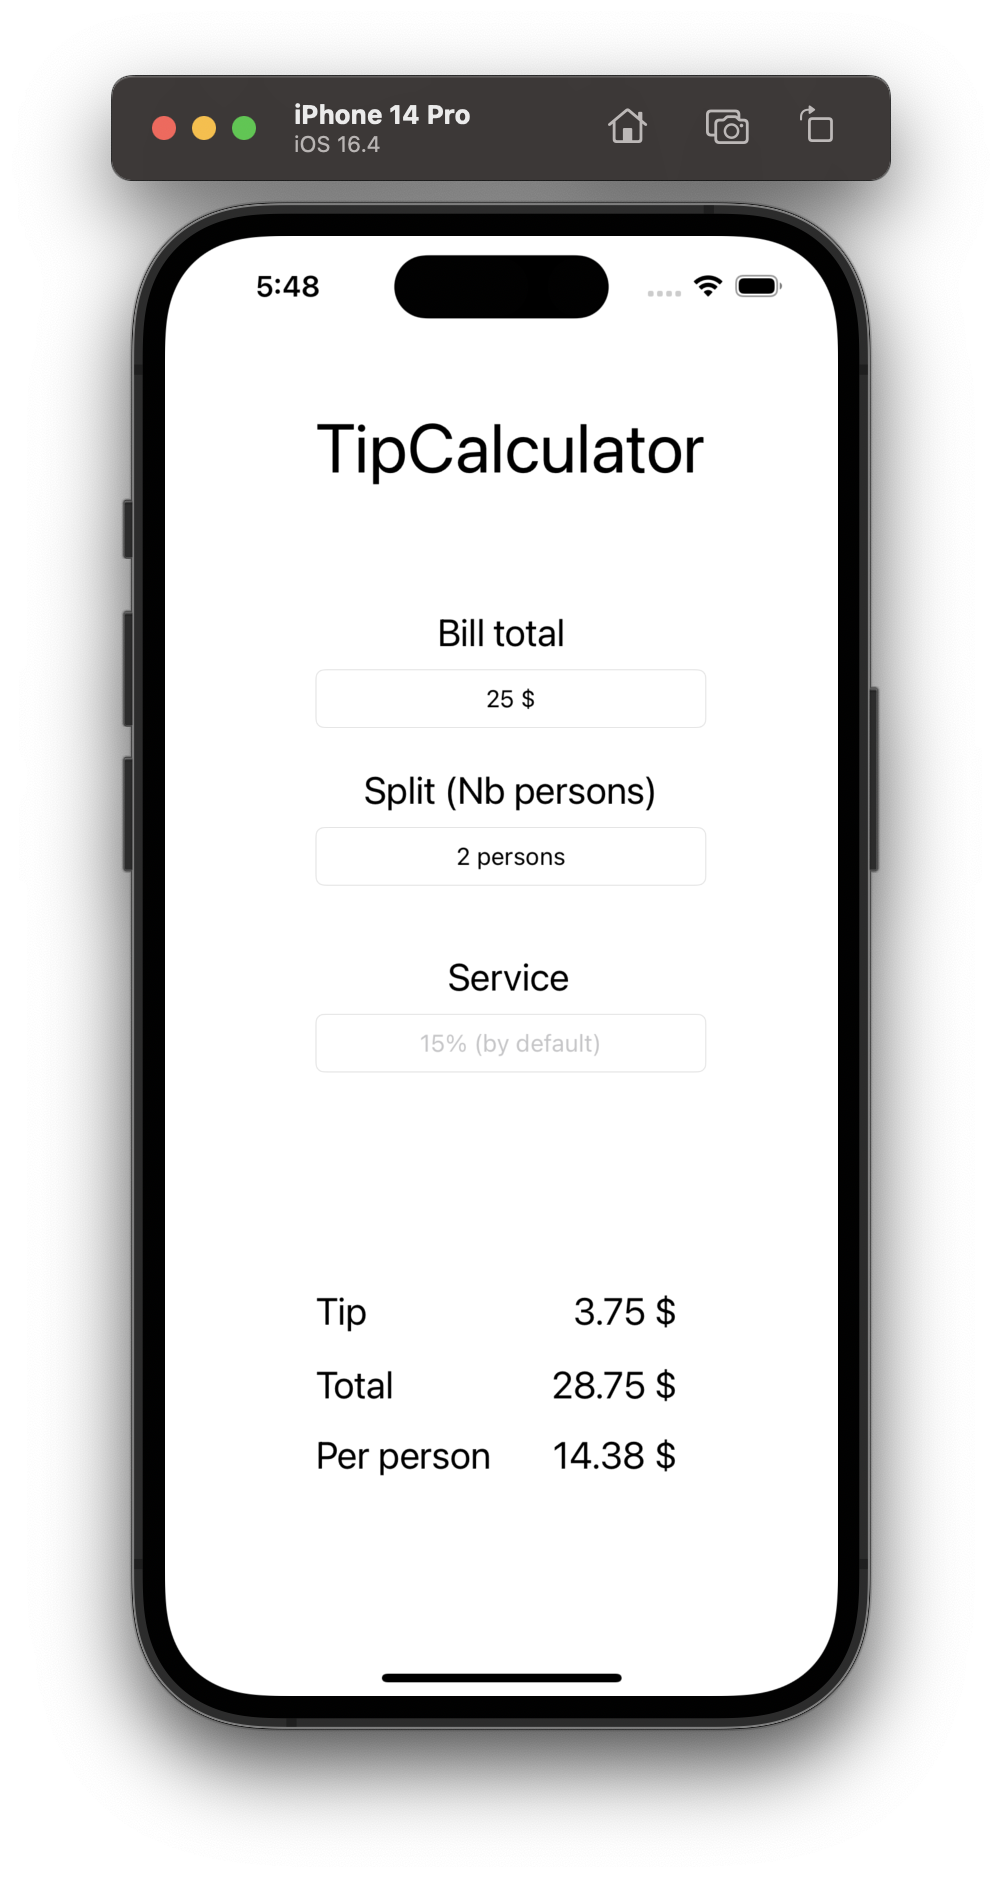 iPhone 14 Pro
iOS 16.4
5:48
TipCalculator
Bill total
25 $
Split (Nb persons)
2 persons
Service
15% (by default)
Tip 3.75 $
Total 28.75 $
Per person 14.38 $